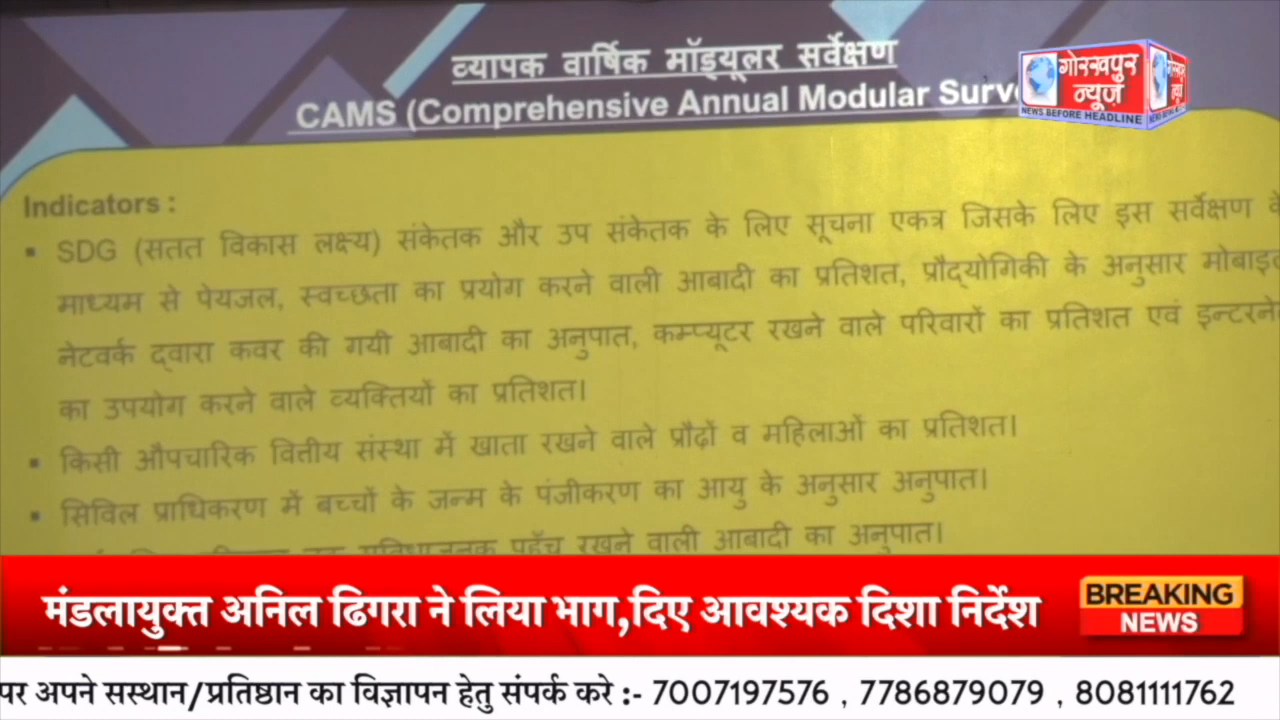 व्यापक वार्षिक मॉड्यूलर सर्वेक्षण
CAMS (Comprehensive Annual Modular Surve
गोरखपुर
न्यूज़
NEWS BEFORE HEADLINE
Indicators :
▪ SDG (सतत विकास लक्ष्य) संकेतक और उप संकेतक के लिए सूचना एकत्र जिसके लिए इस सर्वेक्षण के
माध्यम से पेयजल, स्वच्छता का प्रयोग करने वाली आबादी का प्रतिशत, प्रौद्योगिकी के अनुसार मोबाइल
नेटवर्क द्वारा कवर की गयी आबादी का अनुपात, कम्प्यूटर रखने वाले परिवारों का प्रतिशत एवं इन्टरने
का उपयोग करने वाले व्यक्तियों का प्रतिशत।
▪ किसी औपचारिक वित्तीय संस्था में खाता रखने वाले प्रौढ़ों व महिलाओं का प्रतिशत।
▪ सिविल प्राधिकरण में बच्चों के जन्म के पंजीकरण का आयु के अनुसार अनुपात।
सुविधाजनक पहुँच रखने वाली आबादी का अनुपात।
मंडलायुक्त अनिल ढिगरा ने लिया भाग,दिए आवश्यक दिशा निर्देश
BREAKING
NEWS
पर अपने सस्थान/प्रतिष्ठान का विज्ञापन हेतु संपर्क करे :- 7007197576 , 7786879079 , 8081111762